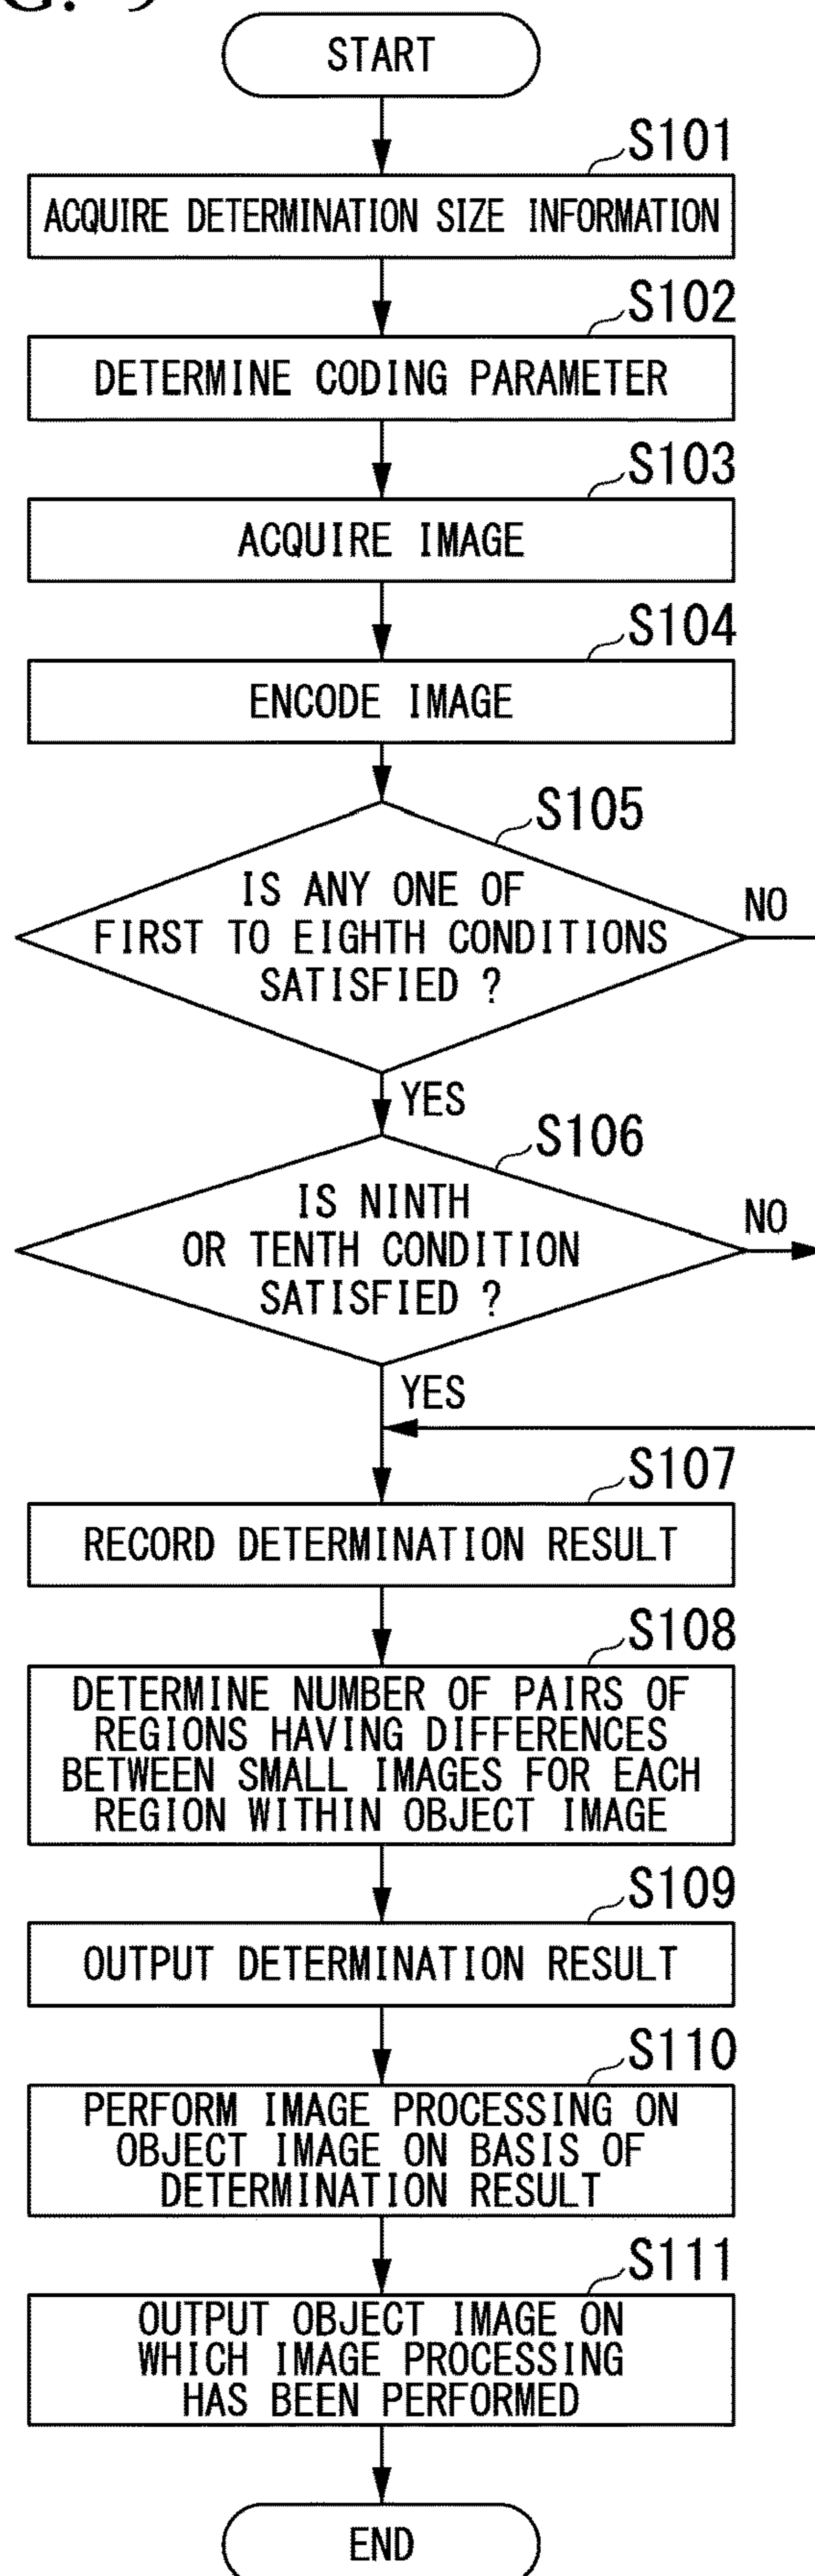 G. 9
START
S101
ACQUIRE DETERMINATION SIZE INFORMATION
S102
DETERMINE CODING PARAMETER
S103
ACQUIRE IMAGE
S104
ENCODE IMAGE
S105
IS ANY ONE OF
FIRST TO EIGHTH CONDITIONS
SATISFIED ?
NO
YES
S106
IS NINTH
OR TENTH CONDITION
SATISFIED ?
NO
YES
S107
RECORD DETERMINATION RESULT
S108
DETERMINE NUMBER OF PAIRS OF
REGIONS HAVING DIFFERENCES
BETWEEN SMALL IMAGES FOR EACH
REGION WITHIN OBJECT IMAGE
S109
OUTPUT DETERMINATION RESULT
S110
PERFORM IMAGE PROCESSING ON
OBJECT IMAGE ON BASIS OF
DETERMINATION RESULT
S111
OUTPUT OBJECT IMAGE ON
WHICH IMAGE PROCESSING
HAS BEEN PERFORMED
END